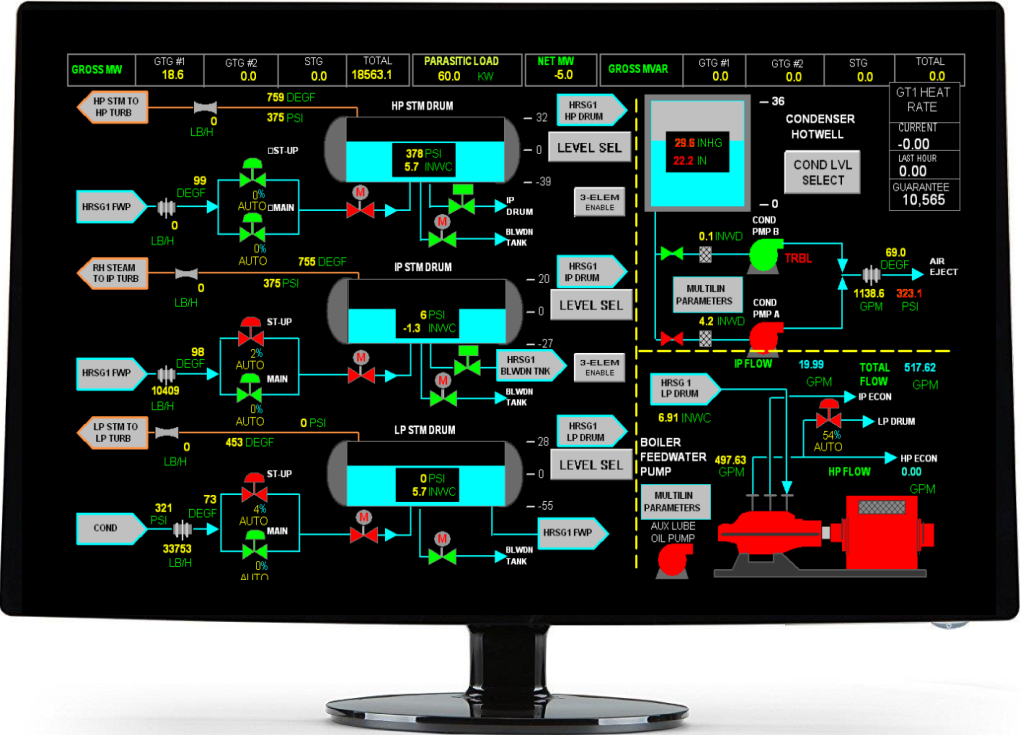 GROSS MW
GTG #1
18.6
GTG #2
0.0
STG
0.0
TOTAL
18563.1
PARASITIC LOAD
60.0 KW
NET MW
-5.0
GROSS MVAR
GTG #1
0.0
GTG #2
0.0
STG
0.0
TOTAL
0.0
GT1 HEAT
RATE
CURRENT
-0.00
LAST HOUR
0.00
GUARANTEE
10,565
HP STM TO
HP TURB
0
LB/H
759 DEGF
375 PSI
HP STM DRUM
378 PSI
5.7 INWC
32
0
-39
HRSG1
HP DRUM
LEVEL SEL
3-ELEM
ENABLE
HRSG1 FWP
0
LB/H
99
DEGF
ST-UP
0%
AUTO
MAIN
0%
AUTO
M
M
IP
DRUM
BLWDN
TANK
RH STEAM
TO IP TURB
0
LB/H
755 DEGF
375 PSI
IP STM DRUM
6 PSI
-1.3 INWC
20
0
-27
HRSG1
IP DRUM
LEVEL SEL
3-ELEM
ENABLE
HRSG1 FWP
10409
LB/H
98
DEGF
ST-UP
2%
AUTO
MAIN
0%
AUTO
M
M
HRSG1
BLWDN TNK
BLWDN
TANK
LP STM TO
LP TURB
0
LB/H
0 PSI
453 DEGF
LP STM DRUM
0 PSI
5.7 INWC
28
0
-55
HRSG1
LP DRUM
LEVEL SEL
COND
321
PSI
33753
LB/H
73
DEGF
ST-UP
4%
AUTO
MAIN
0%
AUTO
M
M
HRSG1 FWP
BLWDN
TANK
36
0
29.6 INHG
22.2 IN
CONDENSER
HOTWELL
COND LVL
SELECT
COND
PMP B
0.1 INWD
TRBL
MULTILIN
PARAMETERS
COND
PMP A
4.2 INWD
69.0
DEGF
1138.6
GPM
323.1
PSI
AIR
EJECT
IP FLOW
19.99
GPM
TOTAL
FLOW
517.62
GPM
HRSG 1
LP DRUM
6.91 INWC
IP ECON
LP DRUM
54%
AUTO
BOILER
FEEDWATER
PUMP
497.63
GPM
HP ECON
HP FLOW
0.00
GPM
MULTILIN
PARAMETERS
AUX LUBE
OIL PUMP